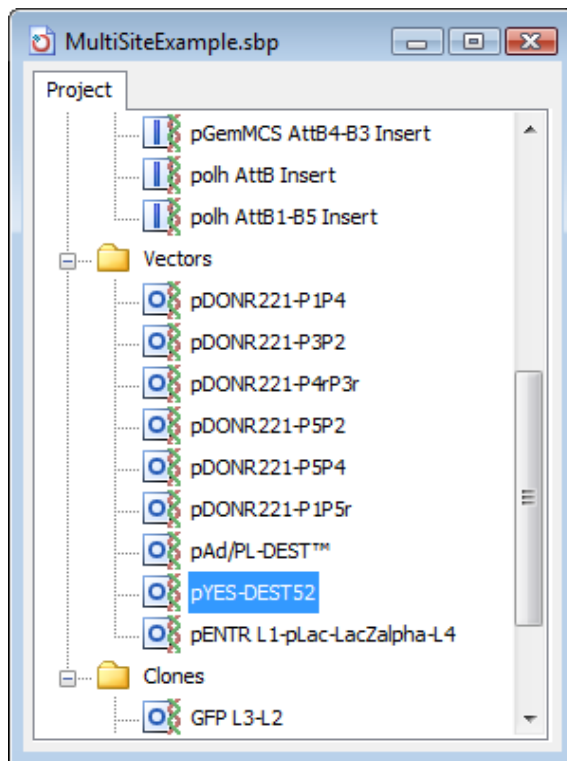 MultiSiteExample.sbp
Project
pGemMCS AttB4-B3 Insert
polh AttB Insert
polh AttB1-B5 Insert
Vectors
pDONR221-P1P4
pDONR221-P3P2
pDONR221-P4rP3r
pDONR221-P5P2
pDONR221-P5P4
pDONR221-P1P5r
pAd/PL-DEST™
pYES-DEST52
pENTR L1-pLac-LacZalpha-L4
Clones
GFP L3-L2